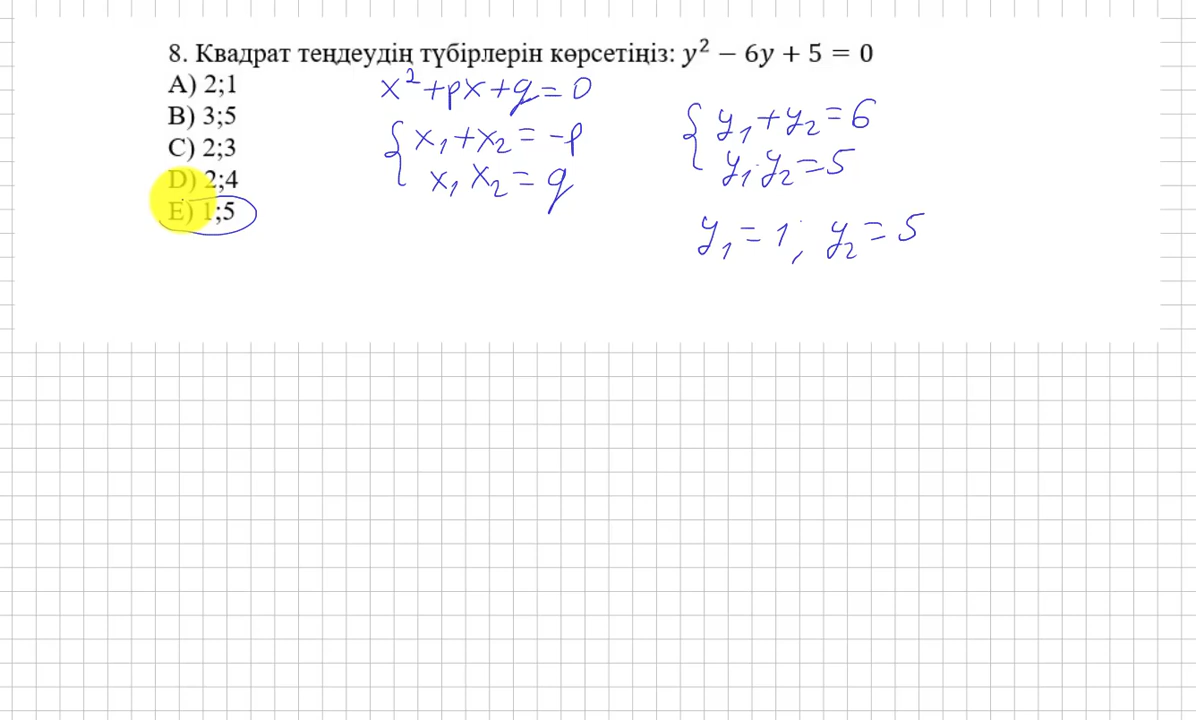 8. Квадрат теңдеудің түбірлерін көрсетіңіз: y² − 6y + 5 = 0
A) 2;1
B) 3;5
C) 2;3
D) 2;4
E) 1;5
x² + px + q = 0
x₁ + x₂ = -p
x₁ x₂ = q
y₁ + y₂ = 6
y₁·y₂ = 5
y₁ = 1; y₂ = 5